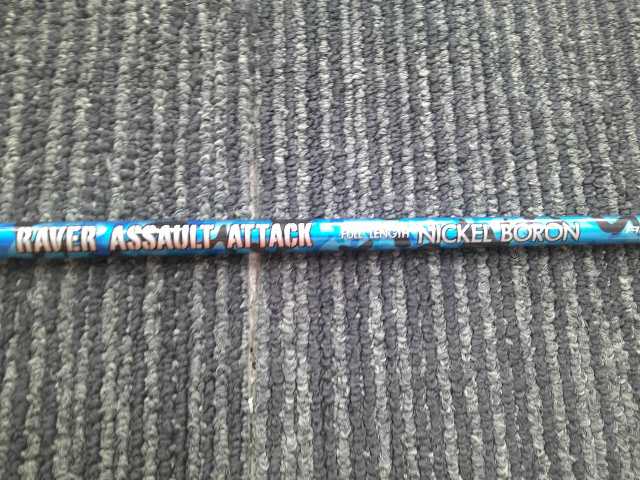 RAVER ASSAULT ATTACK FULL LENGTH NICKEL BORON